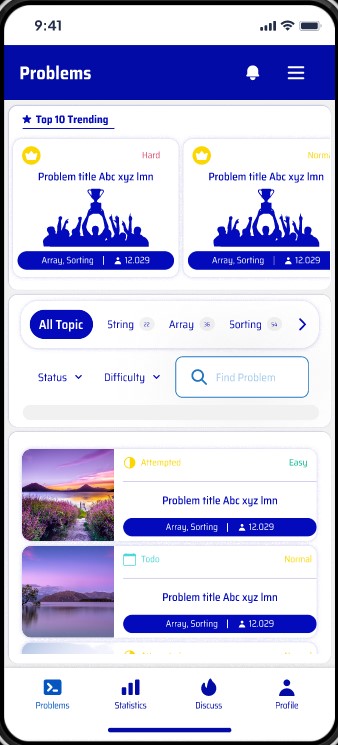 9:41
Problems
Top 10 Trending
Hard
Problem title Abc xyz lmn
Array, Sorting | 12.029
Norm
Problem title Abc xyz lmn
Array, Sorting | 12.029
All Topic String 22 Array 36 Sorting 54
Status Difficulty Find Problem
Attempted Easy
Problem title Abc xyz lmn
Array, Sorting | 12.029
Todo Normal
Problem title Abc xyz lmn
Array, Sorting | 12.029
Problems Statistics Discuss Profile